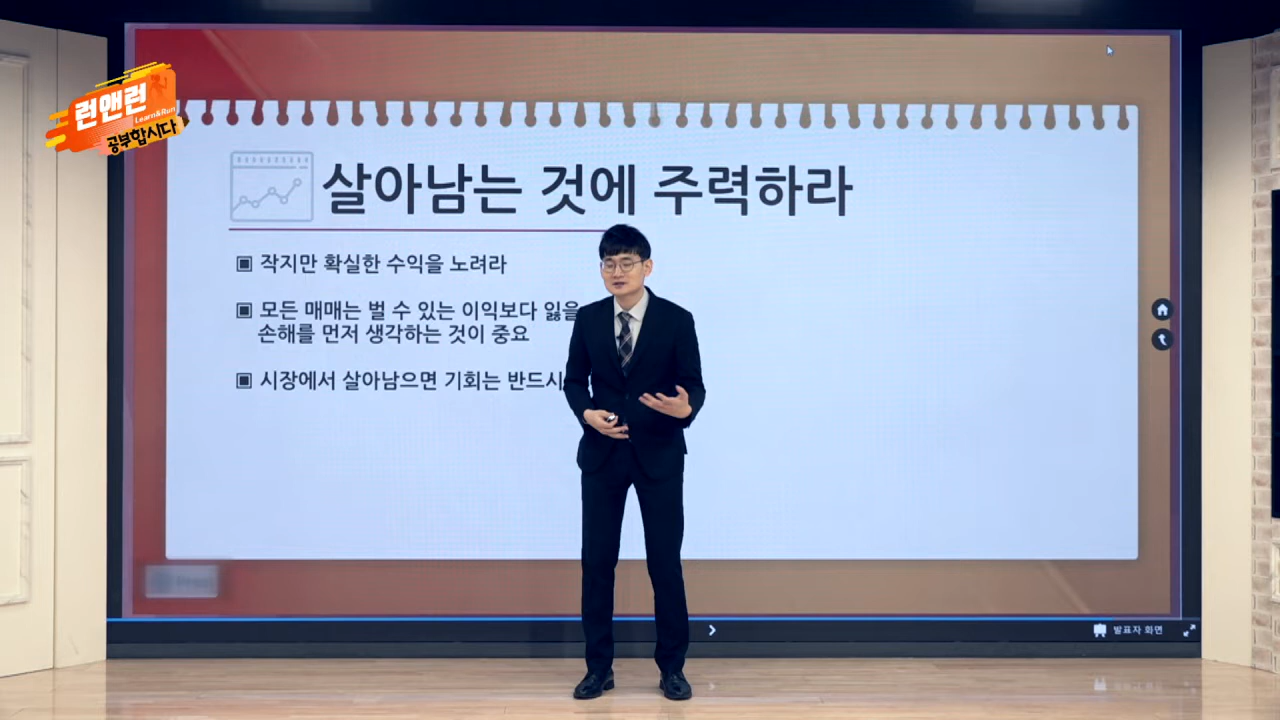 런앤런
Learn&Run
공부합시다
살아남는 것에 주력하라
▣ 작지만 확실한 수익을 노려라
▣ 모든 매매는 벌 수 있는 이익보다 잃을
손해를 먼저 생각하는 것이 중요
▣ 시장에서 살아남으면 기회는 반드시
발표자 화면